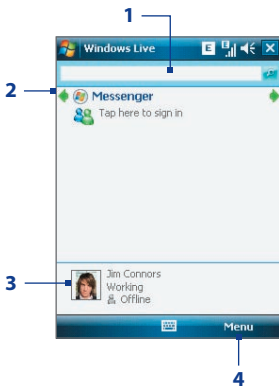 1
Windows Live
E
E
2
Messenger
Tap here to sign in
3
Jim Connors
Working
Offline
Menu
4